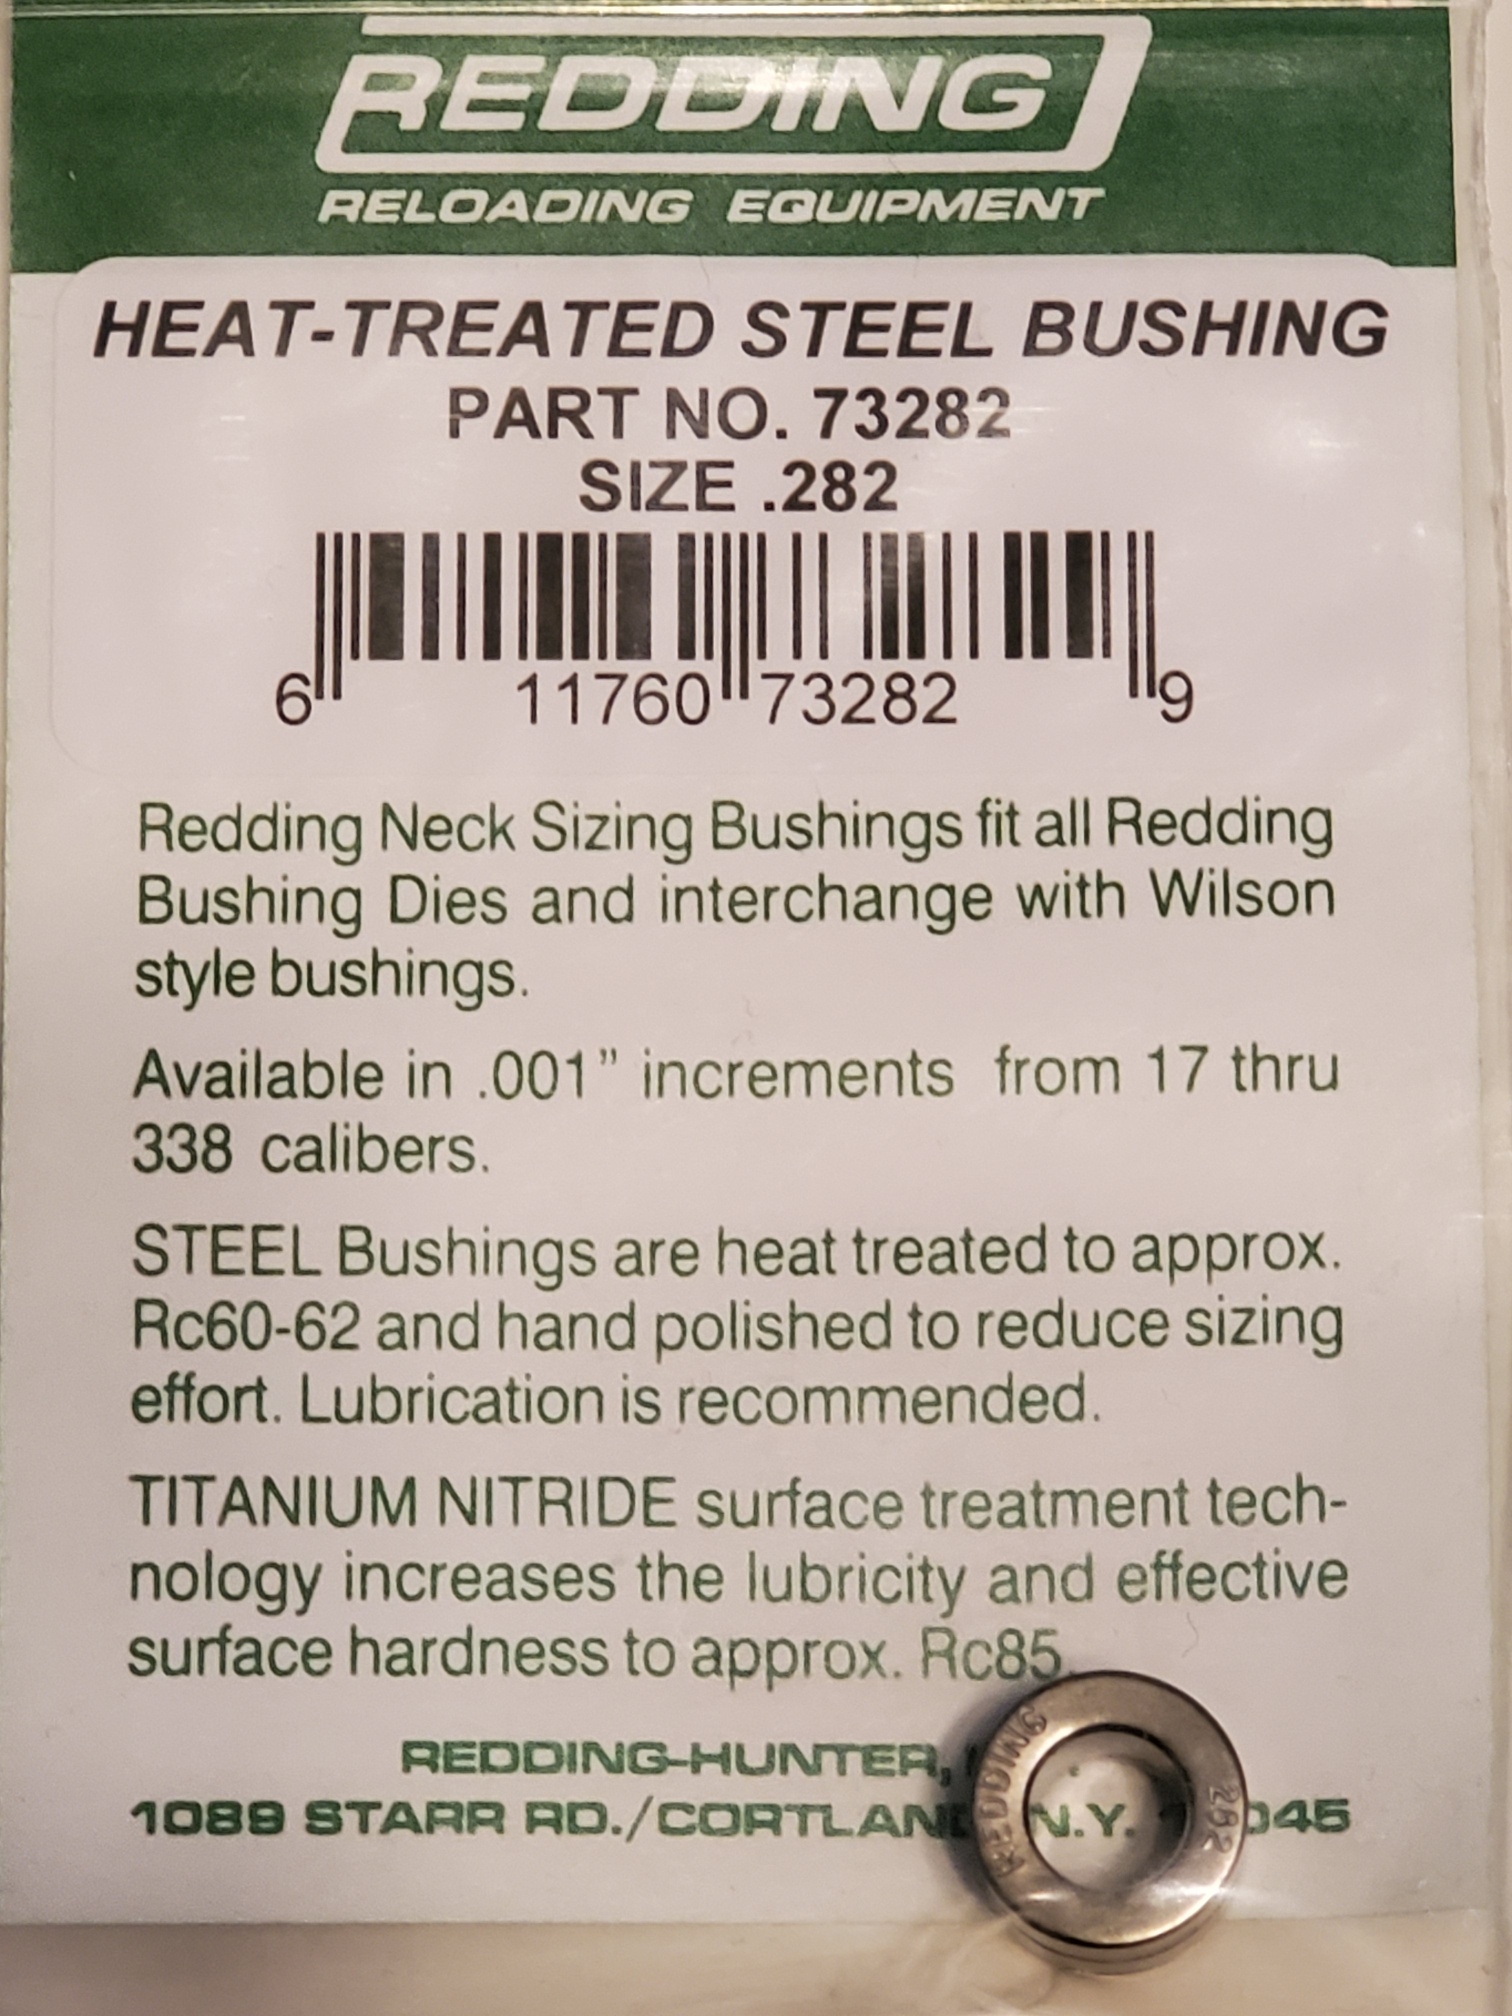 REDDING
RELOADING EQUIPMENT
HEAT-TREATED STEEL BUSHING
PART NO. 73282
SIZE .282
6 11760 73282 9
Redding Neck Sizing Bushings fit all Redding
Bushing Dies and interchange with Wilson
style bushings.
Available in .001” increments from 17 thru
338 calibers.
STEEL Bushings are heat treated to approx.
Rc60-62 and hand polished to reduce sizing
effort. Lubrication is recommended.
TITANIUM NITRIDE surface treatment tech-
nology increases the lubricity and effective
surface hardness to approx. Rc85.
REDDING-HUNTER,
1089 STARR RD./CORTLAND N.Y. 045
REDDING
282